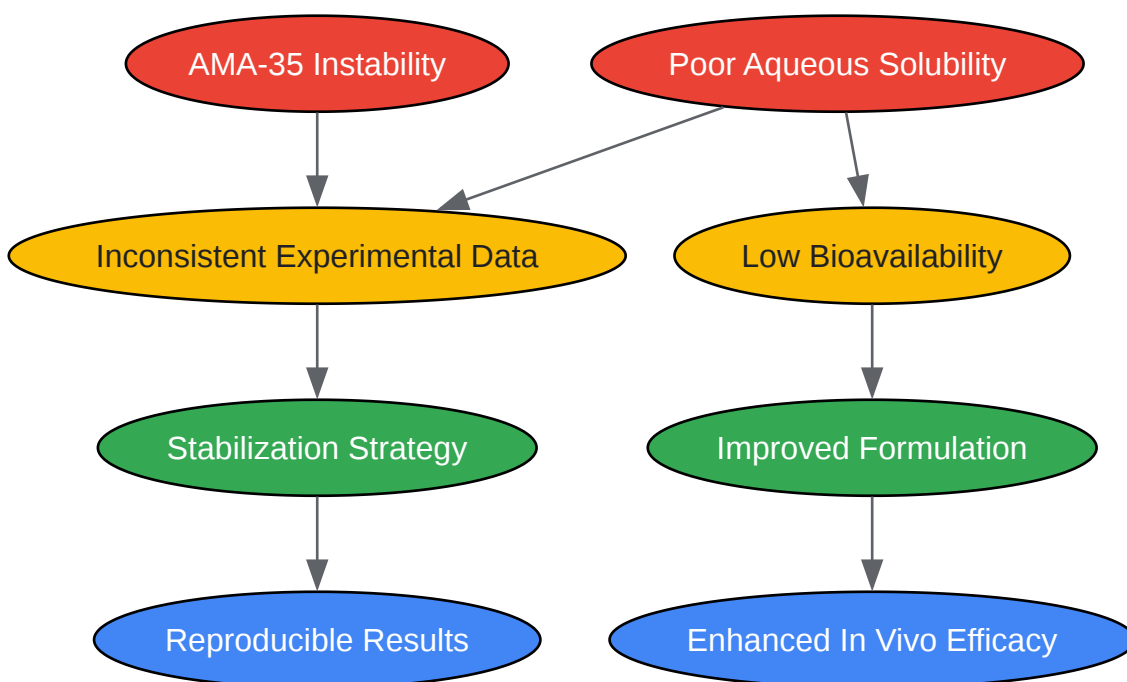 AMA-35 Instability
Poor Aqueous Solubility
Inconsistent Experimental Data
Low Bioavailability
Stabilization Strategy
Improved Formulation
Reproducible Results
Enhanced In Vivo Efficacy